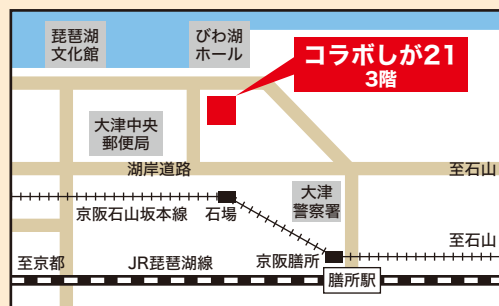 琵琶湖
文化館
びわ湖
ホール
コラボしが21
3階
大津中央
郵便局
湖岸道路
至石山
大津
警察署
京阪石山坂本線
石場
至石山
至京都
JR琵琶湖線
京阪膳所
膳所駅